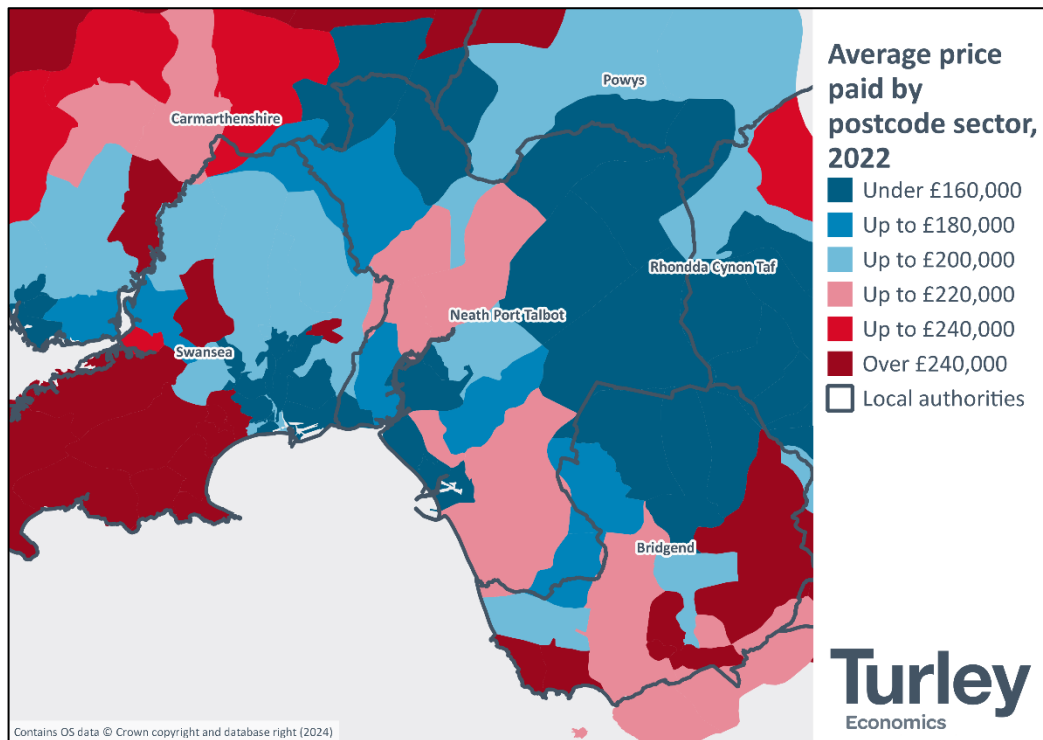 Average price
paid by
postcode sector,
2022
Under £160,000
Up to £180,000
Up to £200,000
Up to £220,000
Up to £240,000
Over £240,000
Local authorities
Powys
Carmarthenshire
Rhondda Cynon Taf
Neath Port Talbot
Swansea
Bridgend
Turley
Economics
Contains OS data © Crown copyright and database right (2024)